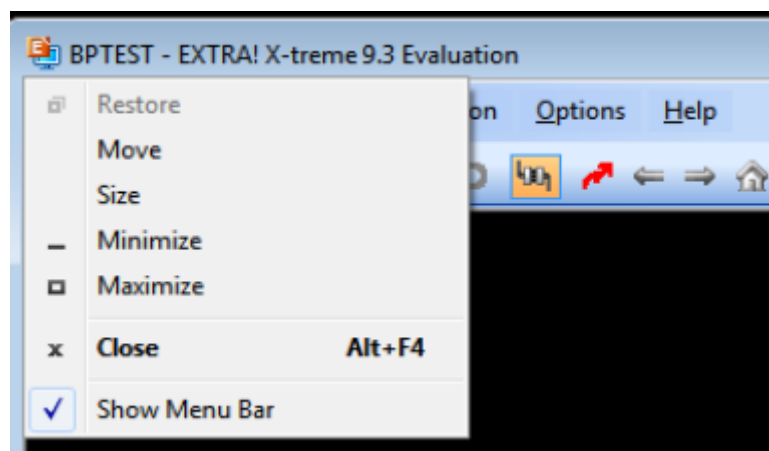 BPTEST - EXTRA! X-treme 9.3 Evaluation
on Options Help
Restore
Move
Size
Minimize
Maximize
Close Alt+F4
Show Menu Bar